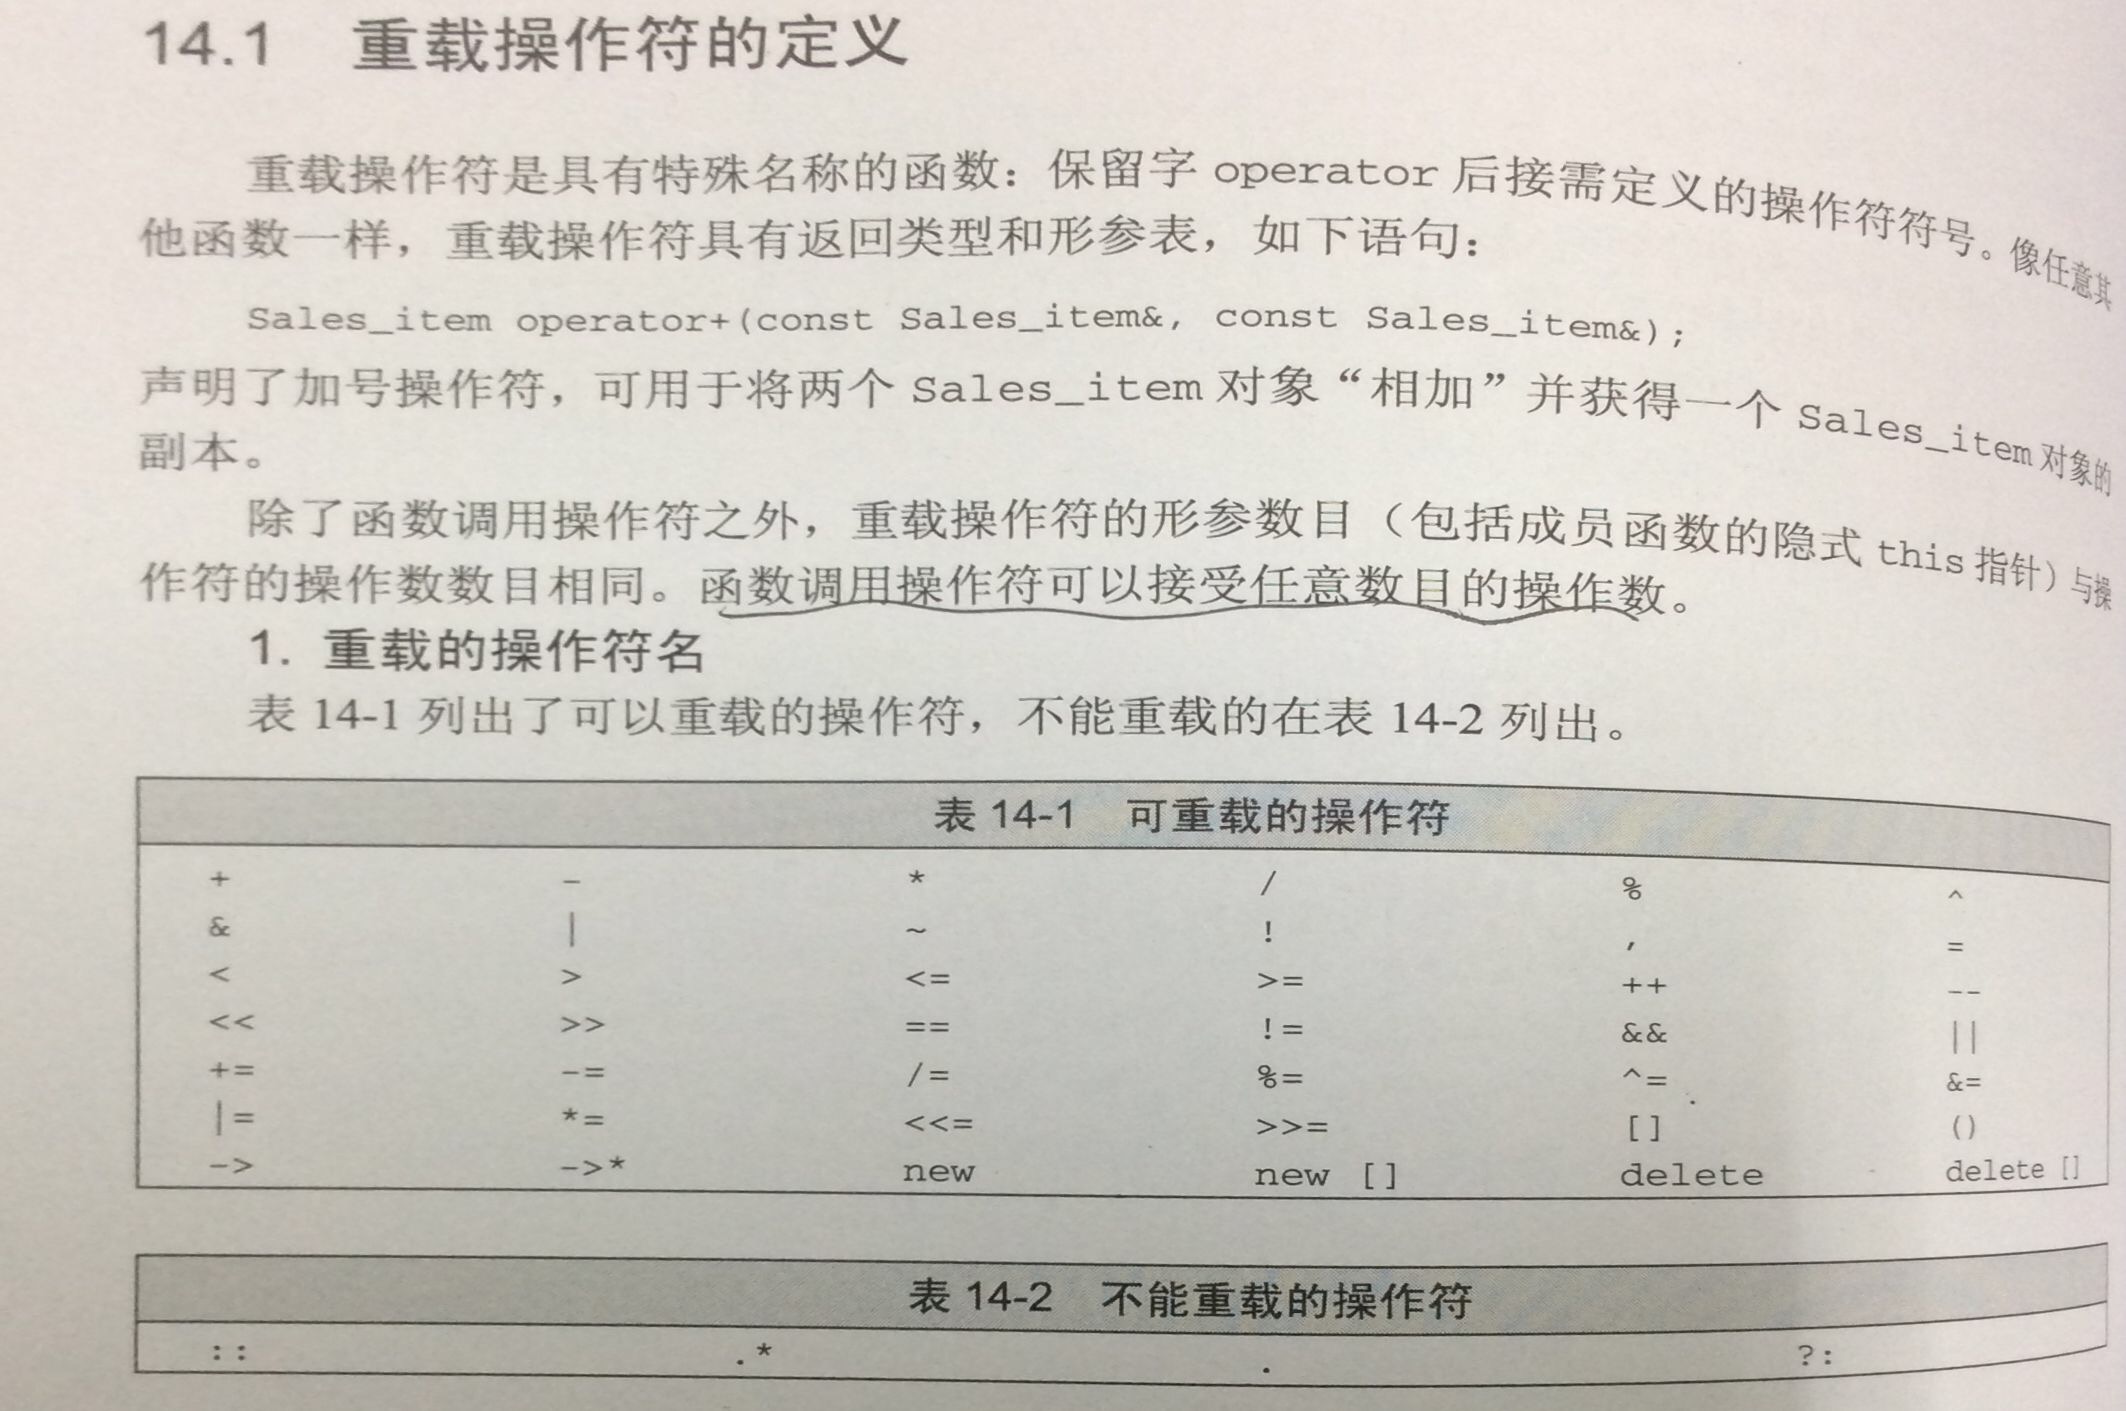 14.1 重载操作符的定义
重载操作符是具有特殊名称的函数：保留字 operator 后接需定义的操作符符号。像任意其
他函数一样，重载操作符具有返回类型和形参表，如下语句：
Sales_item operator+(const Sales_item&, const Sales_item&);
声明了加号操作符，可用于将两个 Sales_item 对象“相加”并获得一个 Sales_item 对象的
副本。
除了函数调用操作符之外，重载操作符的形参数目（包括成员函数的隐式 this 指针）与操
作符的操作数数目相同。函数调用操作符可以接受任意数目的操作数。
1. 重载的操作符名
表 14-1 列出了可以重载的操作符，不能重载的在表 14-2 列出。
表 14-1 可重载的操作符
+ - * / % ^
& | ~ ! , =
< > <= >= ++ --
<< >> == != && ||
+= -= /= %= ^= &=
|= *= <<= >>= [] ()
-> ->* new new [] delete delete []
表 14-2 不能重载的操作符
:: .* . ?: